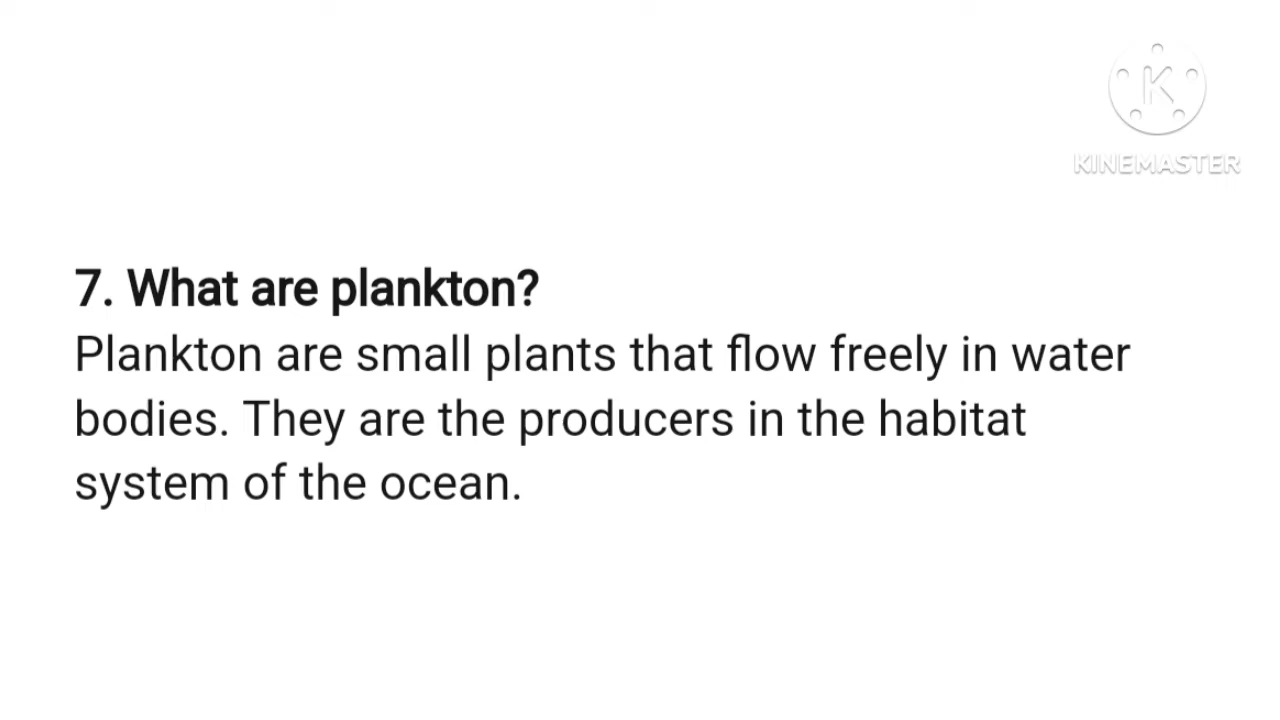 KINEMASTER
7. What are plankton?
Plankton are small plants that flow freely in water
bodies. They are the producers in the habitat
system of the ocean.